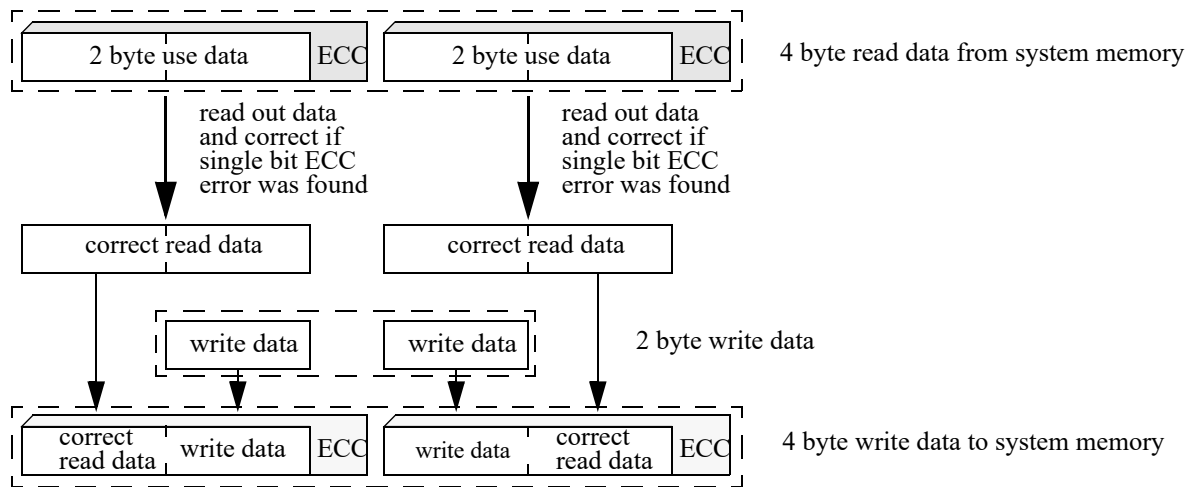 2 byte use data ECC 2 byte use data ECC 4 byte read data from system memory
read out data
and correct if
single bit ECC
error was found
read out data
and correct if
single bit ECC
error was found
correct read data correct read data
write data write data 2 byte write data
correct
read data
write data ECC
write data
correct
read data
ECC
4 byte write data to system memory